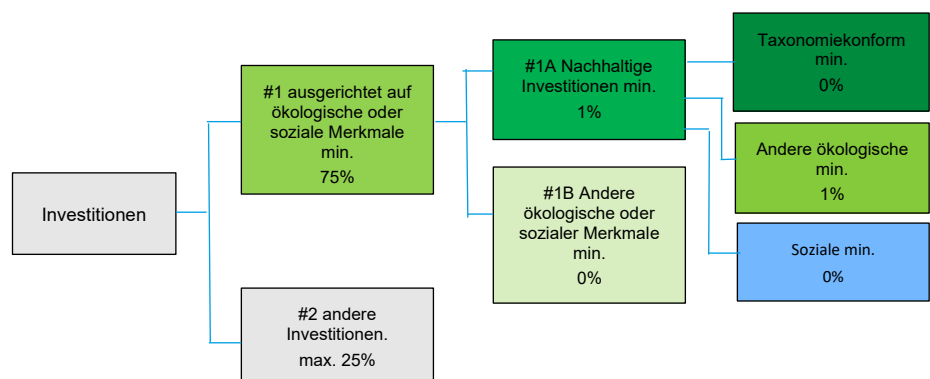 Investitionen
#1 ausgerichtet auf
ökologische oder
soziale Merkmale
min.
75%
#2 andere
Investitionen.
max. 25%
#1A Nachhaltige
Investitionen min.
1%
#1B Andere
ökologische oder
sozialer Merkmale
min.
0%
Taxonomiekonform
min.
0%
Andere ökologische
min.
1%
Soziale min.
0%